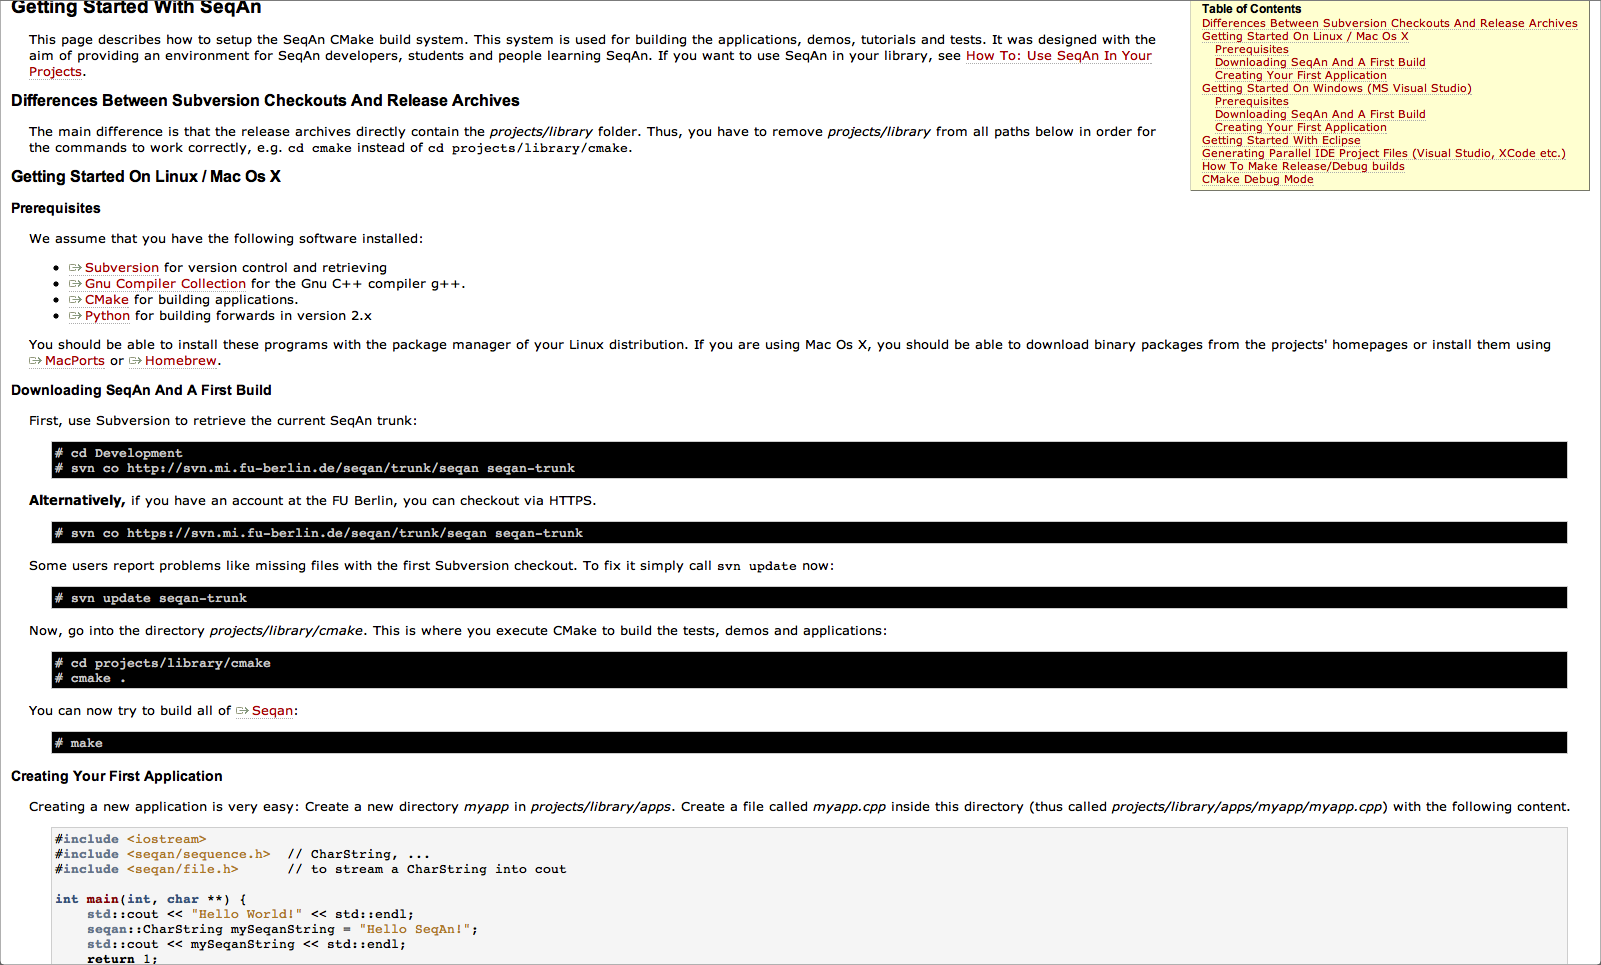 Getting Started With SeqAn
This page describes how to setup the SeqAn CMake build system. This system is used for building the applications, demos, tutorials and tests. It was designed with the
aim of providing an environment for SeqAn developers, students and people learning SeqAn. If you want to use SeqAn in your library, see How To: Use SeqAn In Your
Projects.
Table of Contents
Differences Between Subversion Checkouts And Release Archives
Getting Started On Linux / Mac Os X
Prerequisites
Downloading SeqAn And A First Build
Creating Your First Application
Getting Started On Windows (MS Visual Studio)
Prerequisites
Downloading SeqAn And A First Build
Creating Your First Application
Getting Started With Eclipse
Generating Parallel IDE Project Files (Visual Studio, XCode etc.)
How To Make Release/Debug builds
CMake Debug Mode
Differences Between Subversion Checkouts And Release Archives
The main difference is that the release archives directly contain the projects/library folder. Thus, you have to remove projects/library from all paths below in order for
the commands to work correctly, e.g. cd cmake instead of cd projects/library/cmake.
Getting Started On Linux / Mac Os X
Prerequisites
We assume that you have the following software installed:
• Subversion for version control and retrieving
• Gnu Compiler Collection for the Gnu C++ compiler g++.
• CMake for building applications.
• Python for building forwards in version 2.x
You should be able to install these programs with the package manager of your Linux distribution. If you are using Mac Os X, you should be able to download binary packages from the projects' homepages or install them using
MacPorts or Homebrew.
Downloading SeqAn And A First Build
First, use Subversion to retrieve the current SeqAn trunk:
# cd Development
# svn co http://svn.mi.fu-berlin.de/seqan/trunk/seqan seqan-trunk
Alternatively, if you have an account at the FU Berlin, you can checkout via HTTPS.
# svn co https://svn.mi.fu-berlin.de/seqan/trunk/seqan seqan-trunk
Some users report problems like missing files with the first Subversion checkout. To fix it simply call svn update now:
# svn update seqan-trunk
Now, go into the directory projects/library/cmake. This is where you execute CMake to build the tests, demos and applications:
# cd projects/library/cmake
# cmake .
You can now try to build all of Seqan:
# make
Creating Your First Application
Creating a new application is very easy: Create a new directory myapp in projects/library/apps. Create a file called myapp.cpp inside this directory (thus called projects/library/apps/myapp/myapp.cpp) with the following content.
#include <iostream>
#include <seqan/sequence.h>  // CharString, ...
#include <seqan/file.h>      // to stream a CharString into cout
int main(int, char **) {
    std::cout << "Hello World!" << std::endl;
    seqan::CharString mySeqanString = "Hello SeqAn!";
    std::cout << mySeqanString << std::endl;
    return 1;